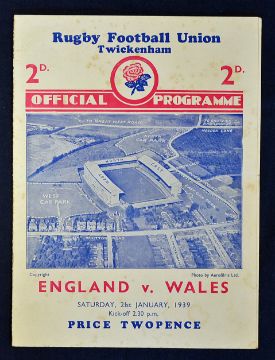 Rugby Football Union
Twickenham
2D. 2D.
OFFICIAL PROGRAMME
WEST
CAR PARK
Copyright Photo by Aerofilms Ltd.
ENGLAND v. WALES
SATURDAY, 21st JANUARY, 1939
Kick-off 2.30 p.m.
PRICE TWOPENCE